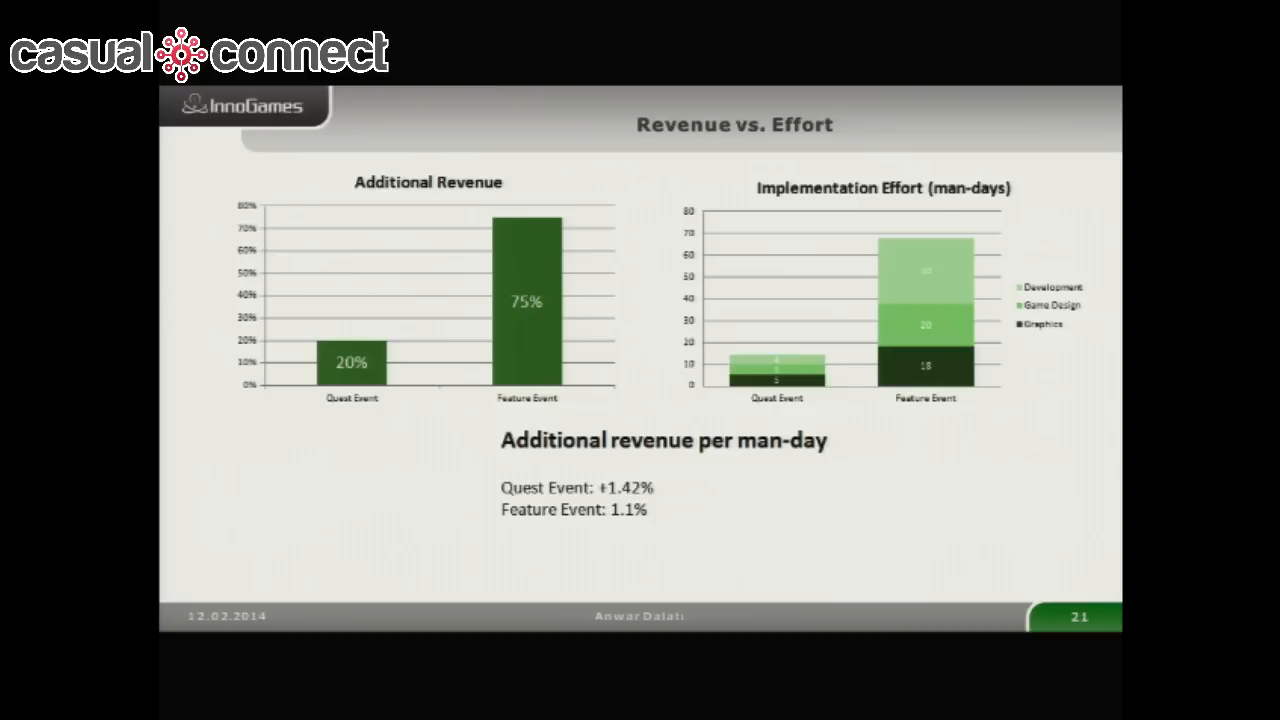 casual connect
InnoGames
Revenue vs. Effort
Additional Revenue
80%
70%
60%
50%
40%
30%
20%
10%
0%
20%
75%
Quest Event
Feature Event
Implementation Effort (man-days)
80
70
60
50
40
30
20
10
0
4
5
20
18
Quest Event
Feature Event
Development
Game Design
Graphics
Additional revenue per man-day
Quest Event: +1.42%
Feature Event: 1.1%
12.02.2014
Anwar Dalati
21